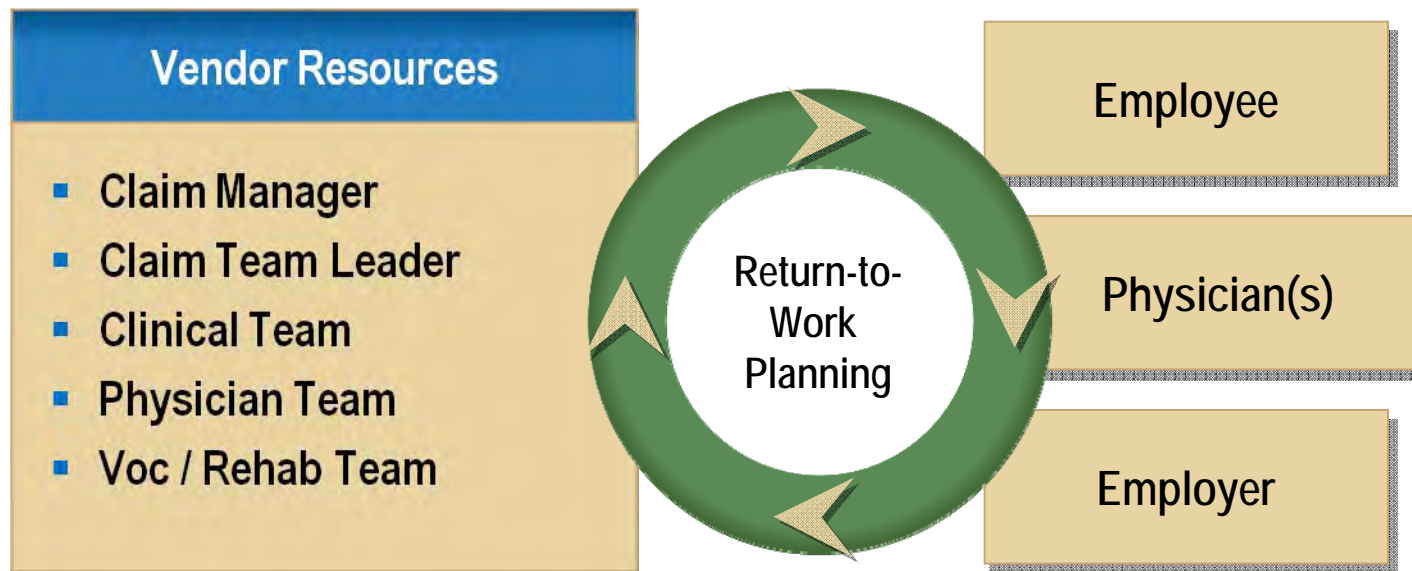 Vendor Resources
▪ Claim Manager
▪ Claim Team Leader
▪ Clinical Team
▪ Physician Team
▪ Voc / Rehab Team
Return-to-
Work
Planning
Employee
Physician(s)
Employer